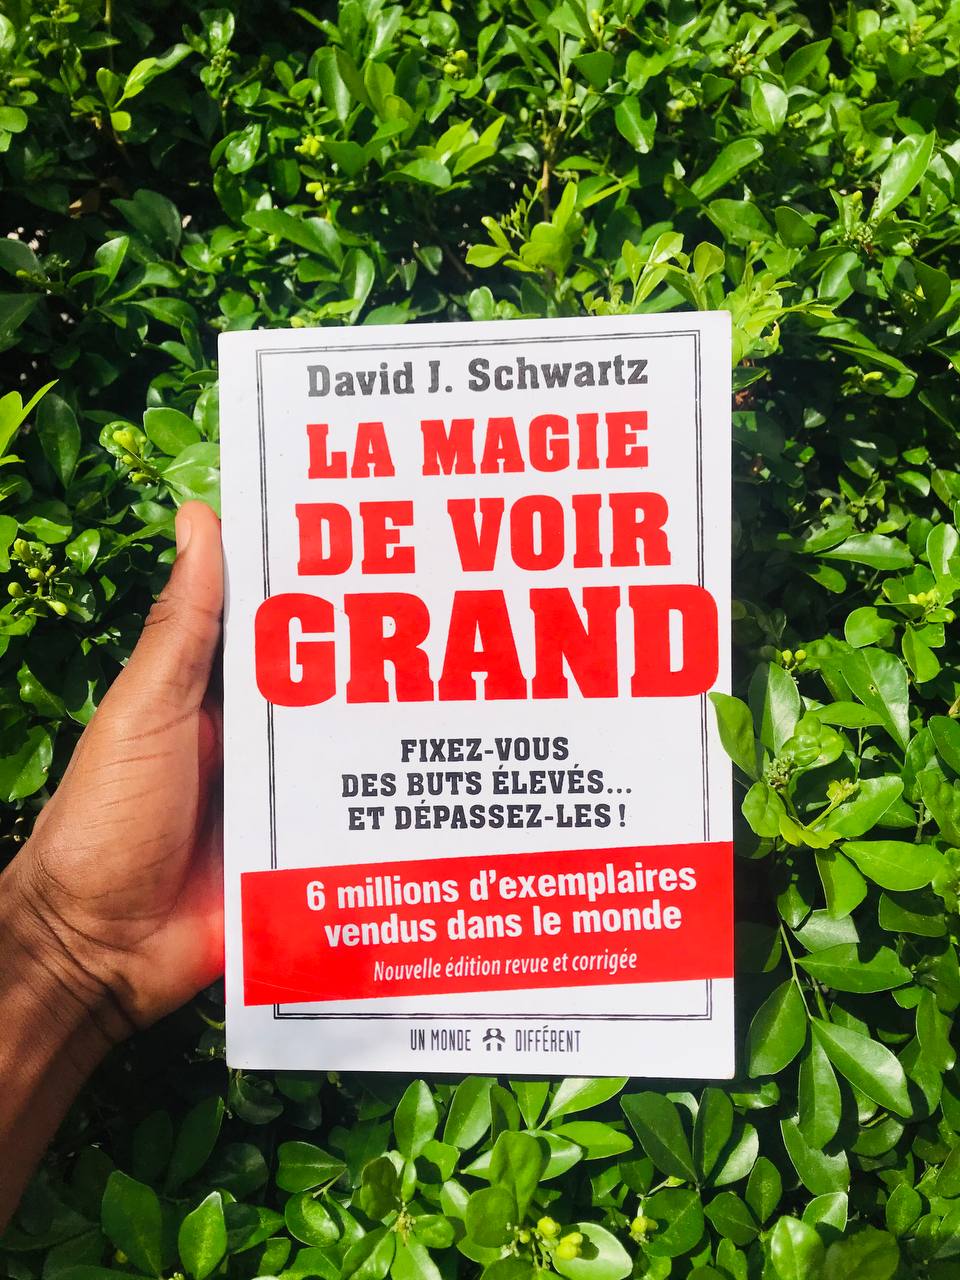 David J. Schwartz
LA MAGIE
DE VOIR
GRAND
FIXEZ-VOUS
DES BUTS ÉLEVÉS...
ET DÉPASSEZ-LES !
6 millions d'exemplaires
vendus dans le monde
Nouvelle édition revue et corrigée
UN MONDE DIFFÉRENT